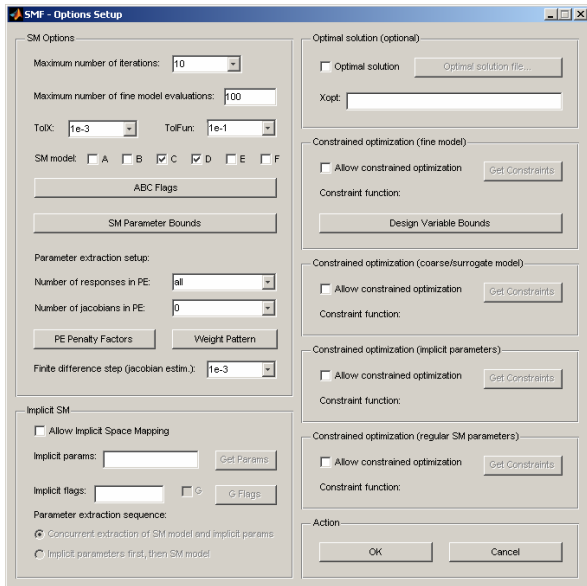 SMF - Options Setup
SM Options
Maximum number of iterations: 10
Maximum number of fine model evaluations: 100
TolX: 1e-3 TolFun: 1e-1
SM model: A B C D E F
ABC Flags
SM Parameter Bounds
Parameter extraction setup:
Number of responses in PE: all
Number of jacobians in PE: 0
PE Penalty Factors Weight Pattern
Finite difference step (jacobian estim.): 1e-3
Implicit SM
Allow Implicit Space Mapping
Implicit params: Get Params
Implicit flags: G G Flags
Parameter extraction sequence:
Concurrent extraction of SM model and implicit params
Implicit parameters first, then SM model
Optimal solution (optional)
Optimal solution Optimal solution file...
Xopt:
Constrained optimization (fine model)
Allow constrained optimization Get Constraints
Constraint function:
Design Variable Bounds
Constrained optimization (coarse/surrogate model)
Allow constrained optimization Get Constraints
Constraint function:
Constrained optimization (implicit parameters)
Allow constrained optimization Get Constraints
Constraint function:
Constrained optimization (regular SM parameters)
Allow constrained optimization Get Constraints
Constraint function:
Action
OK Cancel